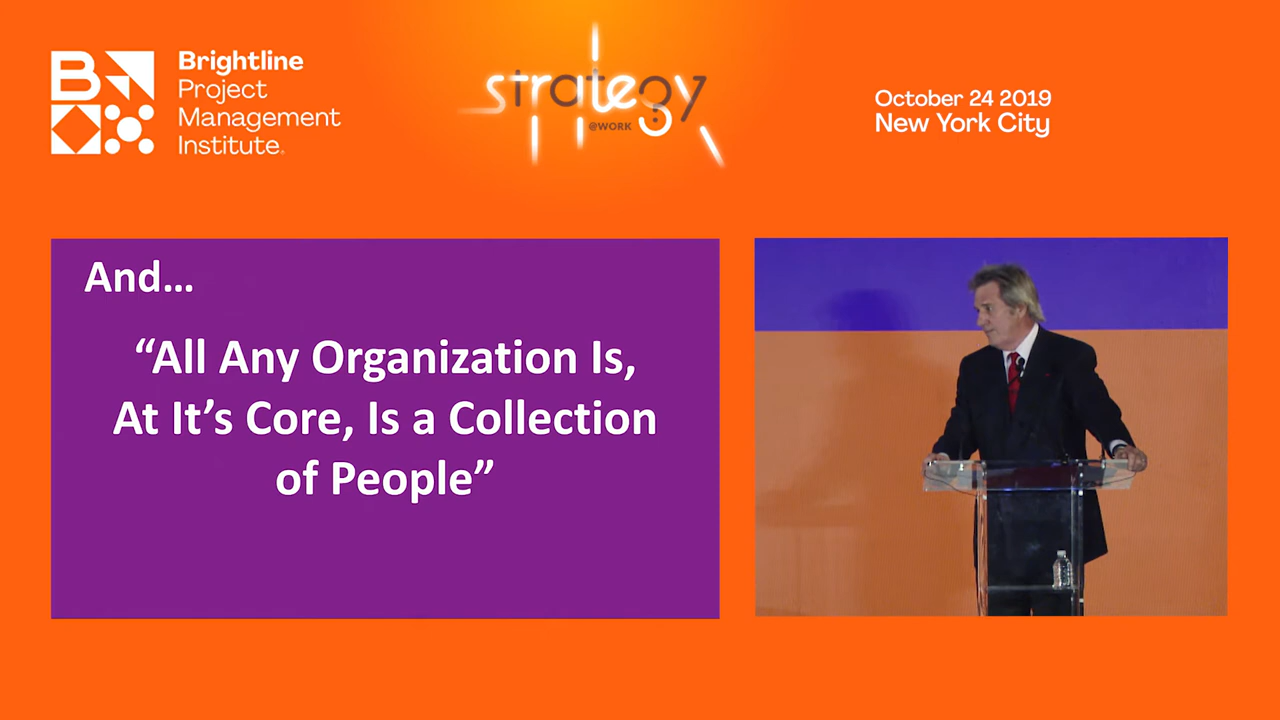 Brightline
Project
Management
Institute.
strategy
@WORK
October 24 2019
New York City
And...
“All Any Organization Is,
At It’s Core, Is a Collection
of People”